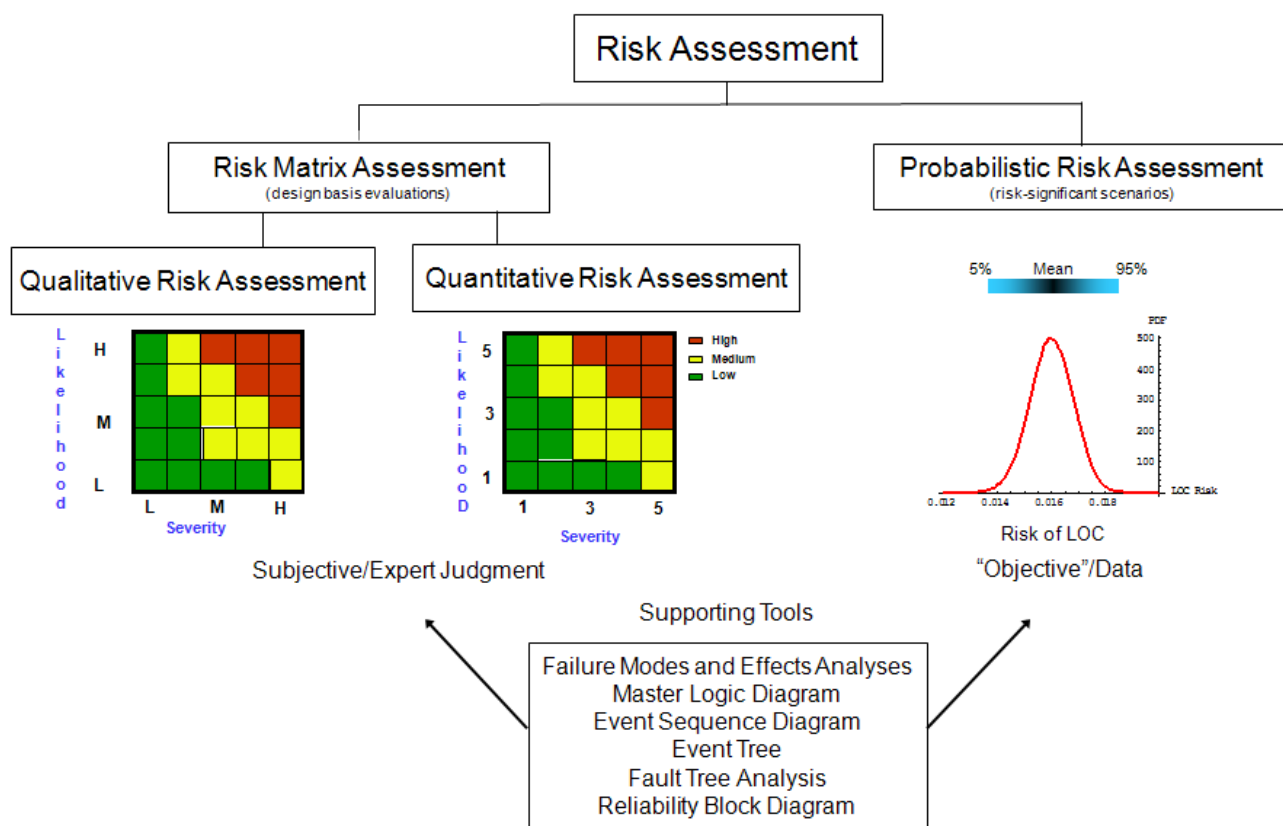 Risk Assessment
Risk Matrix Assessment
(design basis evaluations)
Probabilistic Risk Assessment
(risk-significant scenarios)
Qualitative Risk Assessment
Quantitative Risk Assessment
5% Mean 95%
Likelihood
H
M
L
L M H
Severity
LikelihooD
5
3
1
1 3 5
Severity
High
Medium
Low
PDF
500
400
300
200
100
LOC Risk
0.012 0.014 0.016 0.018
Risk of LOC
Subjective/Expert Judgment
“Objective”/Data
Supporting Tools
Failure Modes and Effects Analyses
Master Logic Diagram
Event Sequence Diagram
Event Tree
Fault Tree Analysis
Reliability Block Diagram